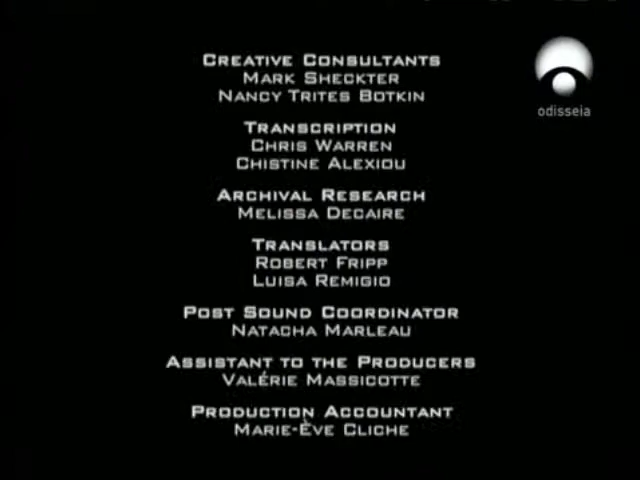 Creative Consultants
Mark Sheckter
Nancy Trites Botkin
Transcription
Chris Warren
Chistine Alexiou
Archival Research
Melissa Decaire
Translators
Robert Fripp
Luisa Remigio
Post Sound Coordinator
Natacha Marleau
Assistant to the Producers
Valérie Massicotte
Production Accountant
Marie-Ève Cliche
odisseia